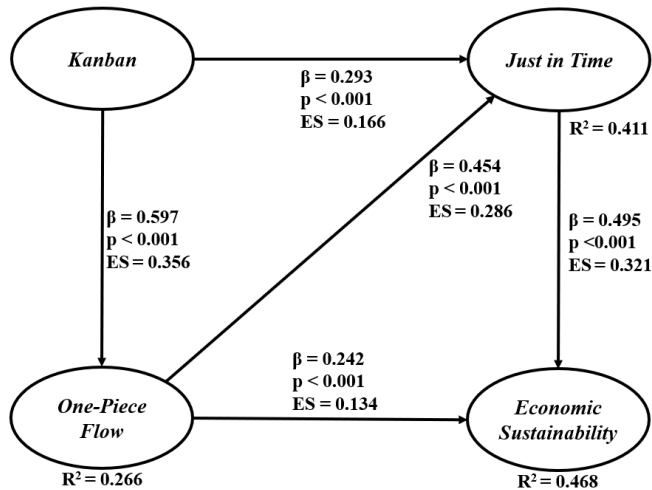 Kanban
Just in Time
β = 0.293
p < 0.001
ES = 0.166
R² = 0.411
β = 0.454
p < 0.001
ES = 0.286
β = 0.597
p < 0.001
ES = 0.356
β = 0.495
p <0.001
ES = 0.321
β = 0.242
p < 0.001
ES = 0.134
One-Piece
Flow
Economic
Sustainability
R² = 0.266
R² = 0.468